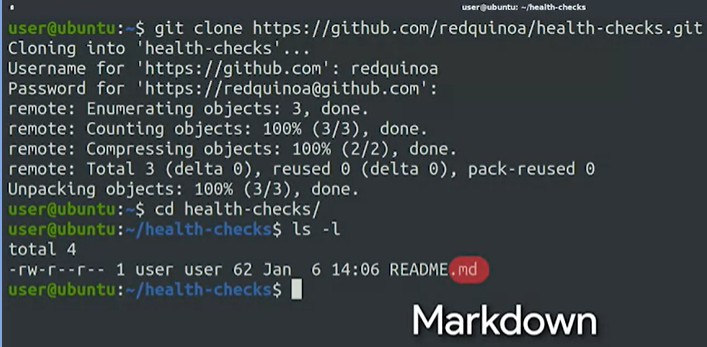 user@ubuntu: ~/health-checks
user@ubuntu:~$ git clone https://github.com/redquinoa/health-checks.git
Cloning into 'health-checks'...
Username for 'https://github.com': redquinoa
Password for 'https://redquinoa@github.com':
remote: Enumerating objects: 3, done.
remote: Counting objects: 100% (3/3), done.
remote: Compressing objects: 100% (2/2), done.
remote: Total 3 (delta 0), reused 0 (delta 0), pack-reused 0
Unpacking objects: 100% (3/3), done.
user@ubuntu:~$ cd health-checks/
user@ubuntu:~/health-checks$ ls -l
total 4
-rw-r--r-- 1 user user 62 Jan  6 14:06 README.md
user@ubuntu:~/health-checks$
Markdown